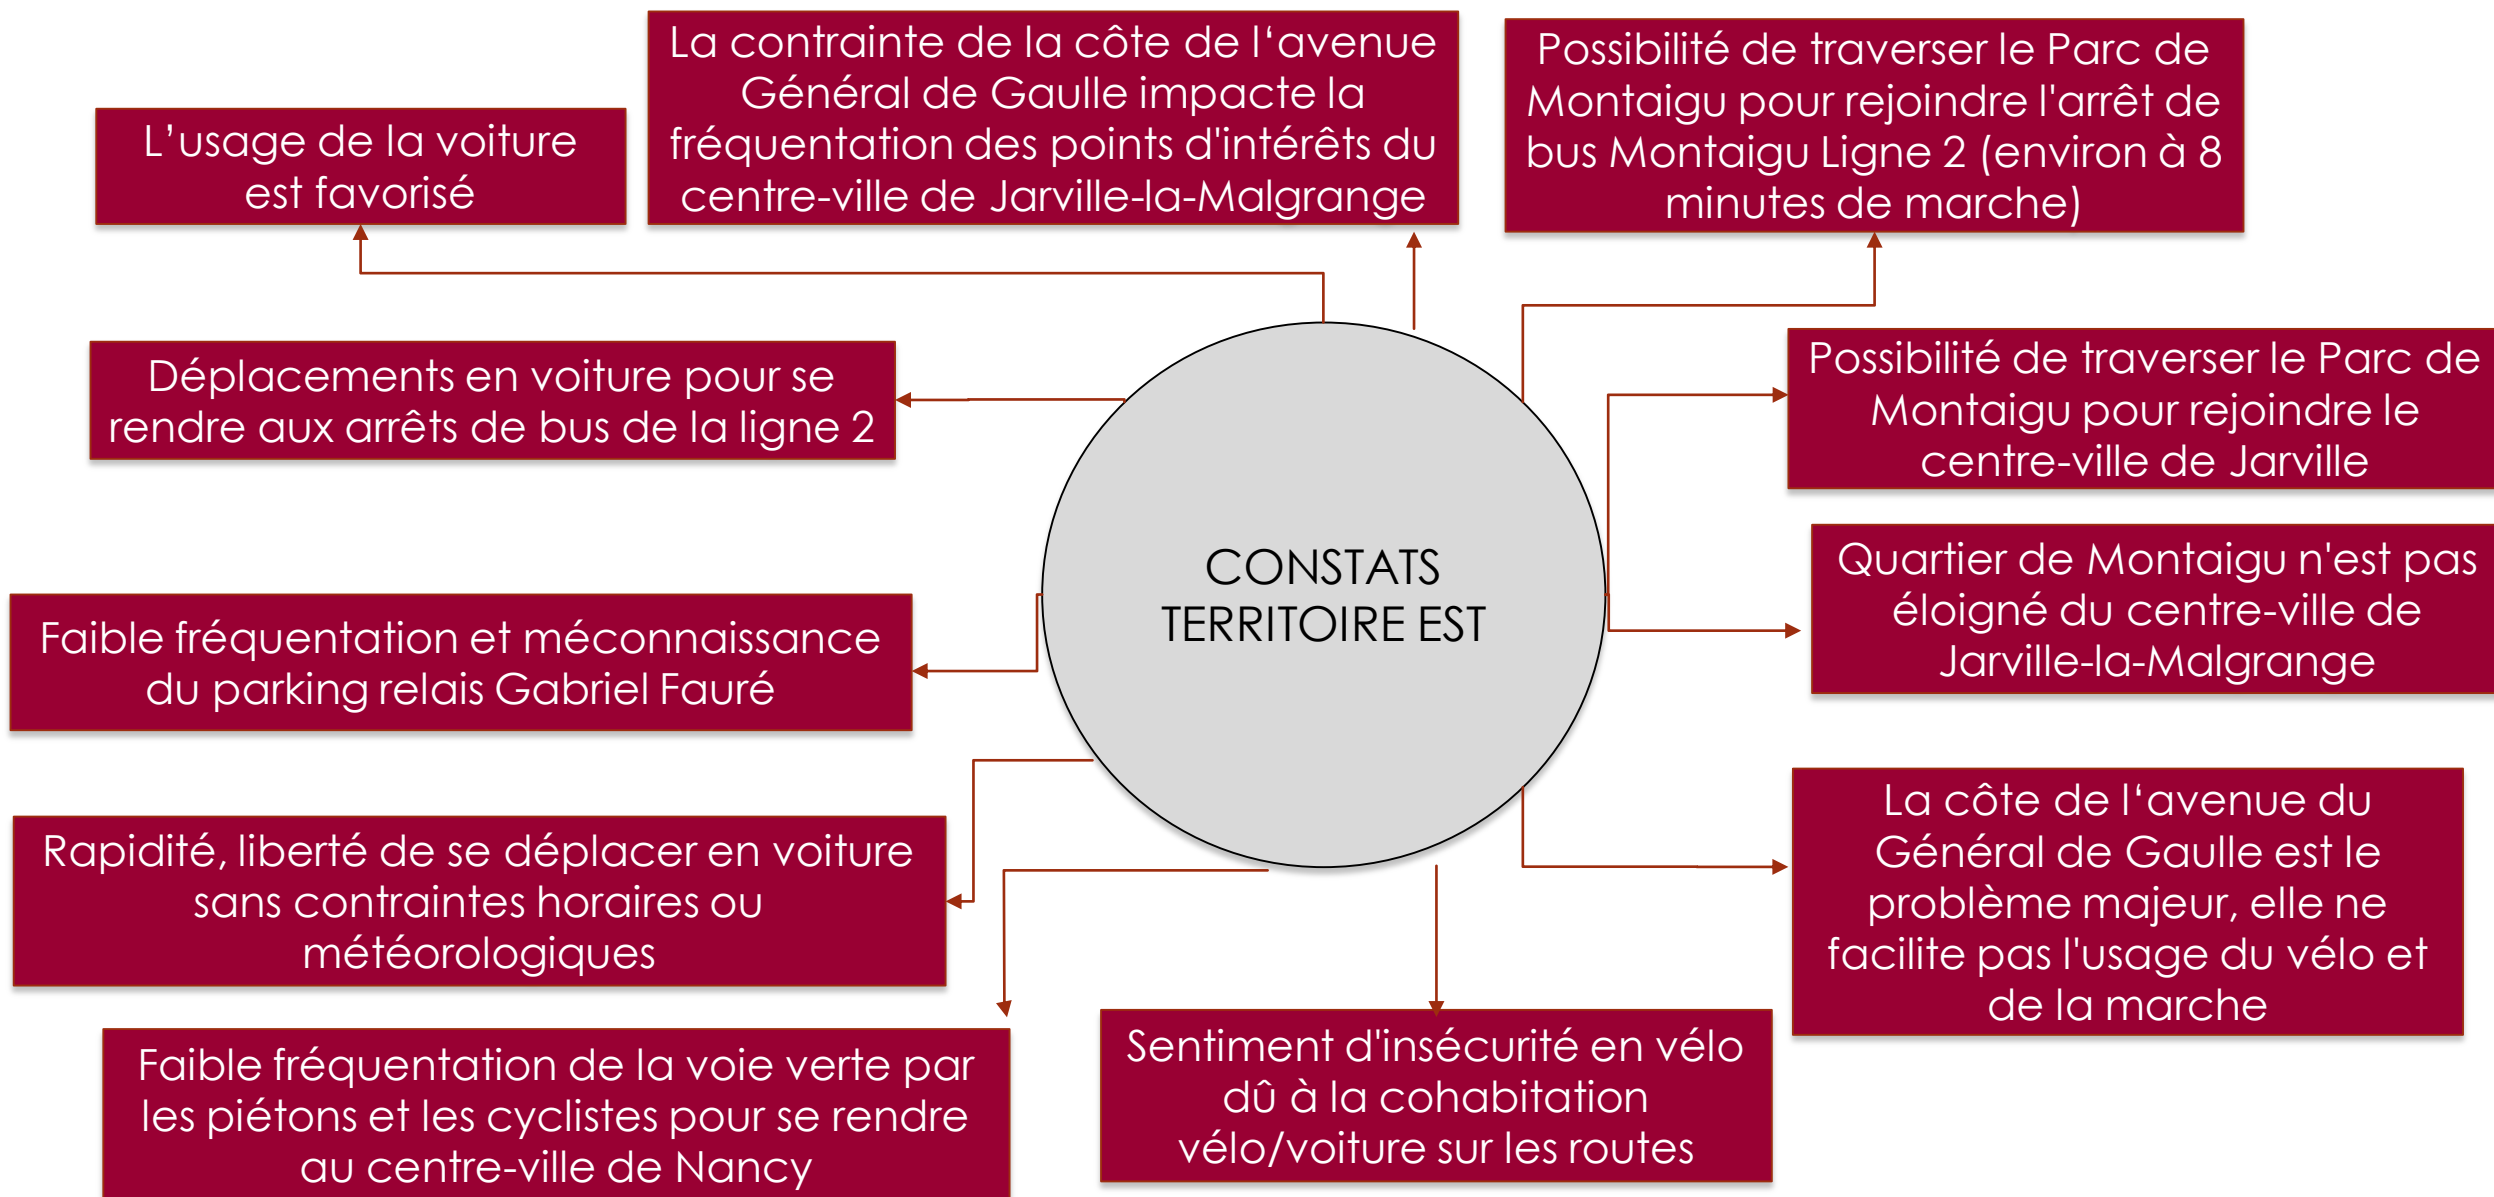 L’usage de la voiture
est favorisé
La contrainte de la côte de l‘avenue
Général de Gaulle impacte la
fréquentation des points d'intérêts du
centre-ville de Jarville-la-Malgrange
Possibilité de traverser le Parc de
Montaigu pour rejoindre l'arrêt de
bus Montaigu Ligne 2 (environ à 8
minutes de marche)
Déplacements en voiture pour se
rendre aux arrêts de bus de la ligne 2
Possibilité de traverser le Parc de
Montaigu pour rejoindre le
centre-ville de Jarville
CONSTATS
TERRITOIRE EST
Quartier de Montaigu n'est pas
éloigné du centre-ville de
Jarville-la-Malgrange
Faible fréquentation et méconnaissance
du parking relais Gabriel Fauré
Rapidité, liberté de se déplacer en voiture
sans contraintes horaires ou
météorologiques
La côte de l‘avenue du
Général de Gaulle est le
problème majeur, elle ne
facilite pas l'usage du vélo et
de la marche
Faible fréquentation de la voie verte par
les piétons et les cyclistes pour se rendre
au centre-ville de Nancy
Sentiment d'insécurité en vélo
dû à la cohabitation
vélo/voiture sur les routes